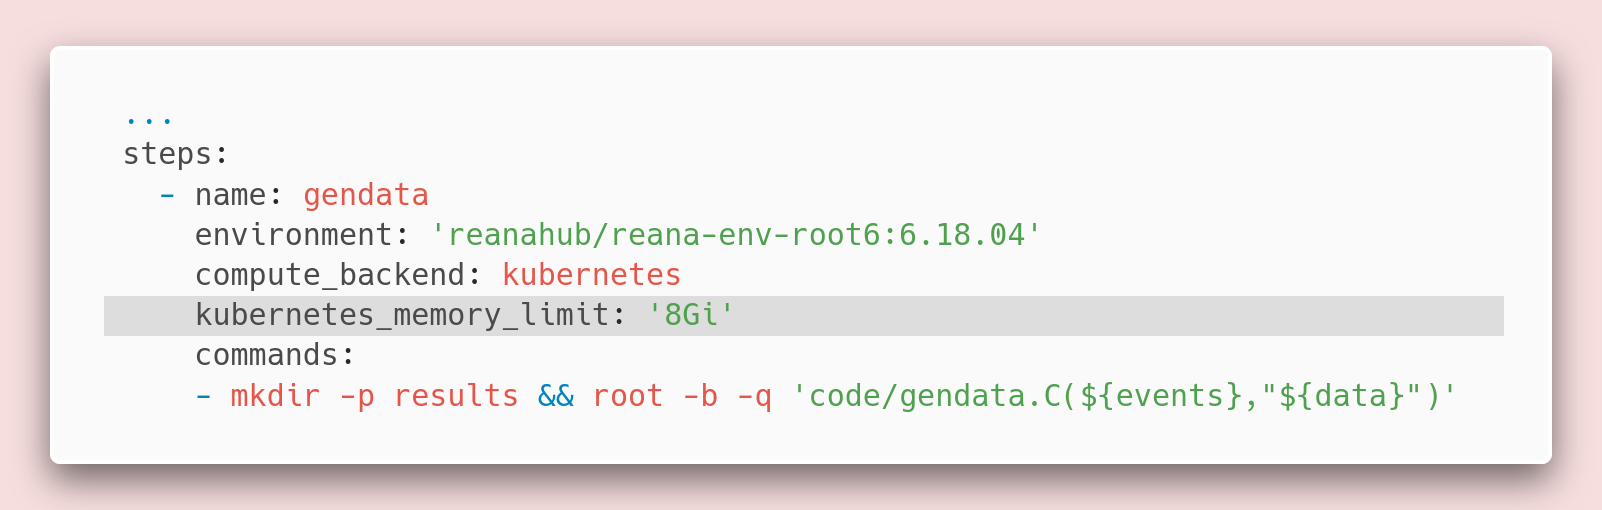 ...
steps:
  - name: gendata
    environment: 'reanahub/reana-env-root6:6.18.04'
    compute_backend: kubernetes
    kubernetes_memory_limit: '8Gi'
    commands:
    - mkdir -p results && root -b -q 'code/gendata.C(${events},"${data}")'